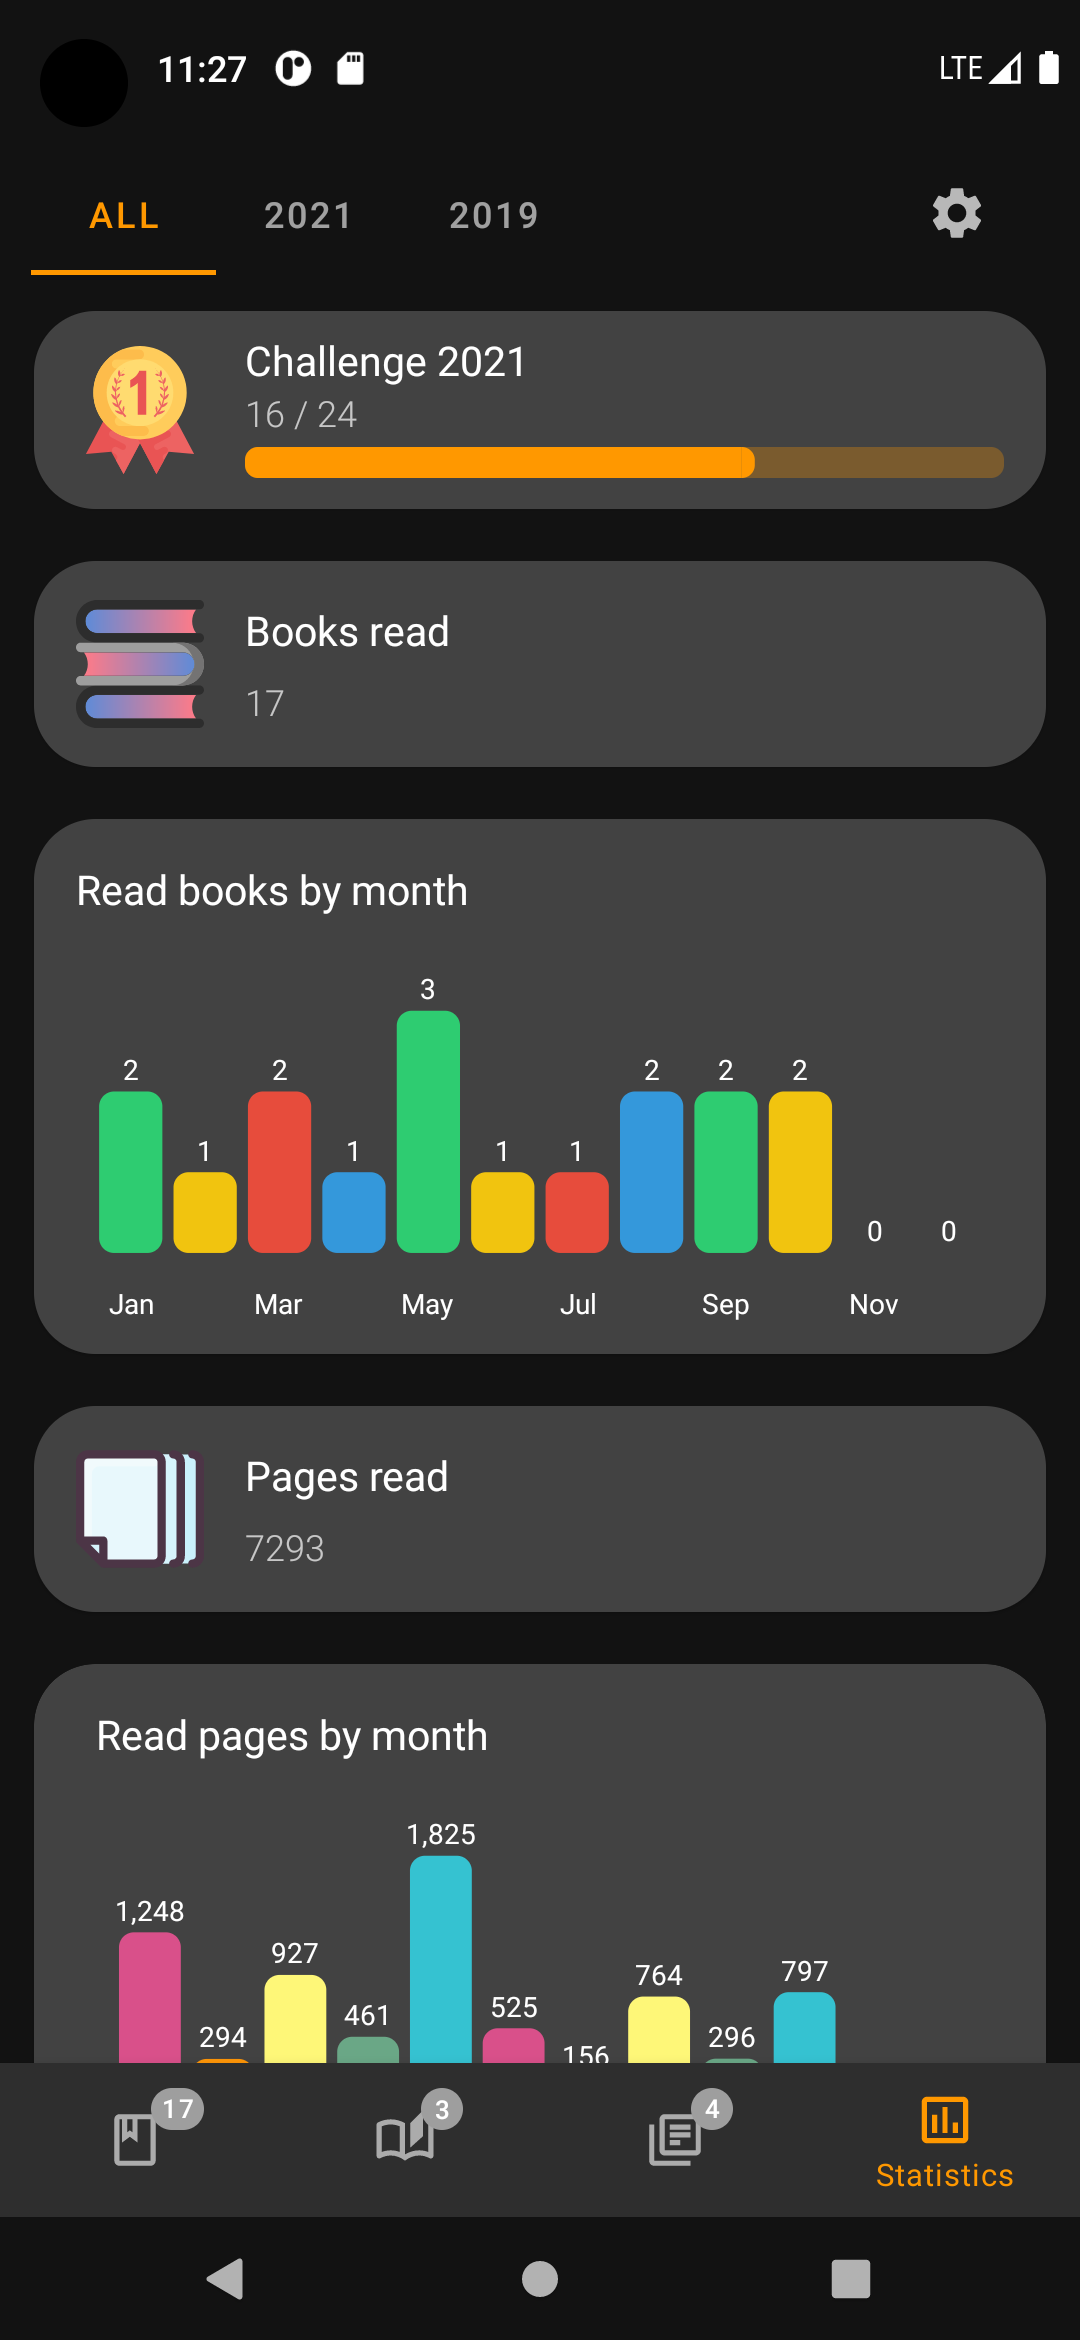 11:27
LTE
ALL 2021 2019
1
Challenge 2021
16 / 24
Books read
17
Read books by month
3
2 2 2 2 2
1 1 1 1
0 0
Jan Mar May Jul Sep Nov
Pages read
7293
Read pages by month
1,825
1,248
927
764 797
461 525
294 156 296
17 3 4
Statistics